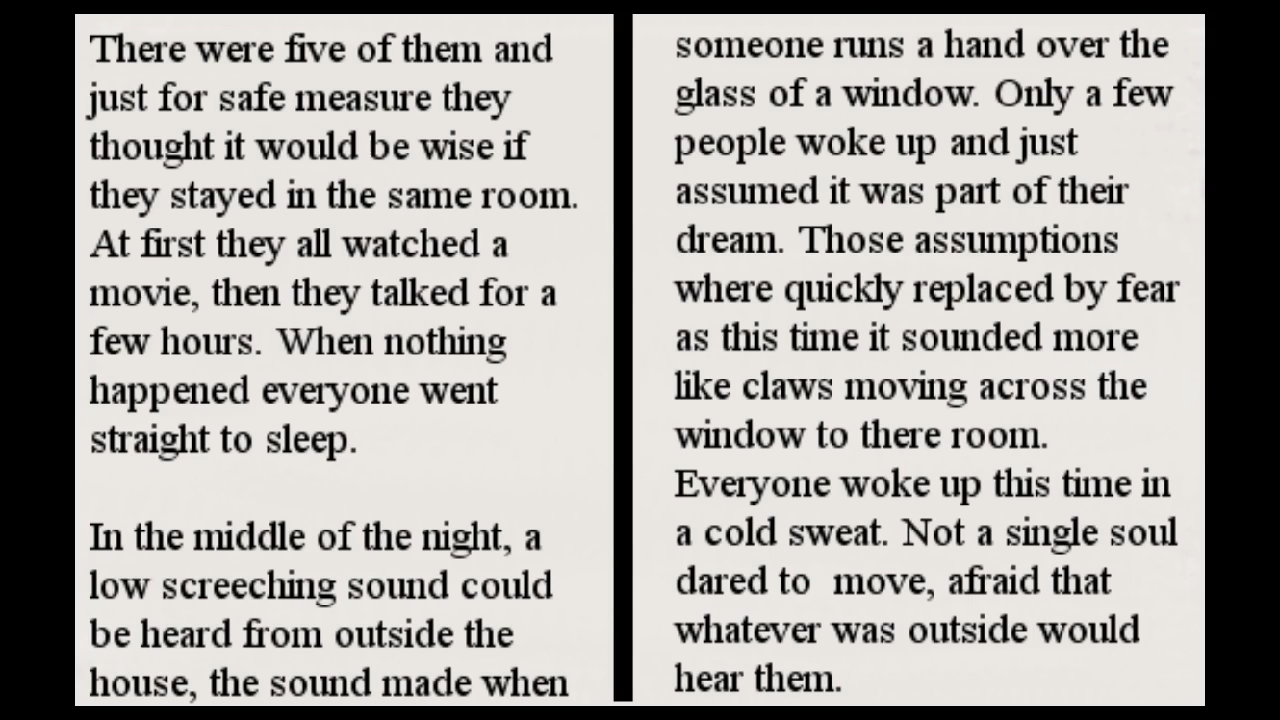 There were five of them and
just for safe measure they
thought it would be wise if
they stayed in the same room.
At first they all watched a
movie, then they talked for a
few hours. When nothing
happened everyone went
straight to sleep.
In the middle of the night, a
low screeching sound could
be heard from outside the
house, the sound made when
someone runs a hand over the
glass of a window. Only a few
people woke up and just
assumed it was part of their
dream. Those assumptions
where quickly replaced by fear
as this time it sounded more
like claws moving across the
window to there room.
Everyone woke up this time in
a cold sweat. Not a single soul
dared to  move, afraid that
whatever was outside would
hear them.